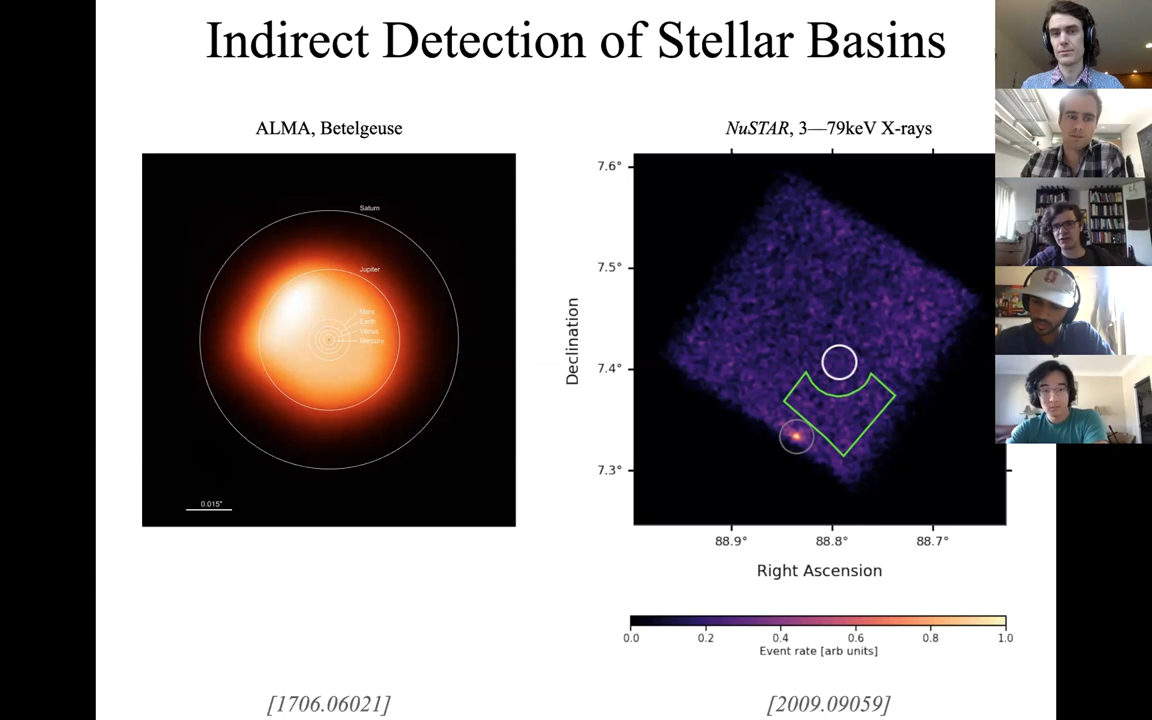 Indirect Detection of Stellar Basins
ALMA, Betelgeuse
Saturn
Jupiter
Mars
Earth
Venus
Mercury
0.015"
[1706.06021]
NuSTAR, 3—79keV X-rays
7.6°
7.5°
7.4°
7.3°
Declination
88.9° 88.8° 88.7°
Right Ascension
0.0 0.2 0.4 0.6 0.8 1.0
Event rate [arb units]
[2009.09059]